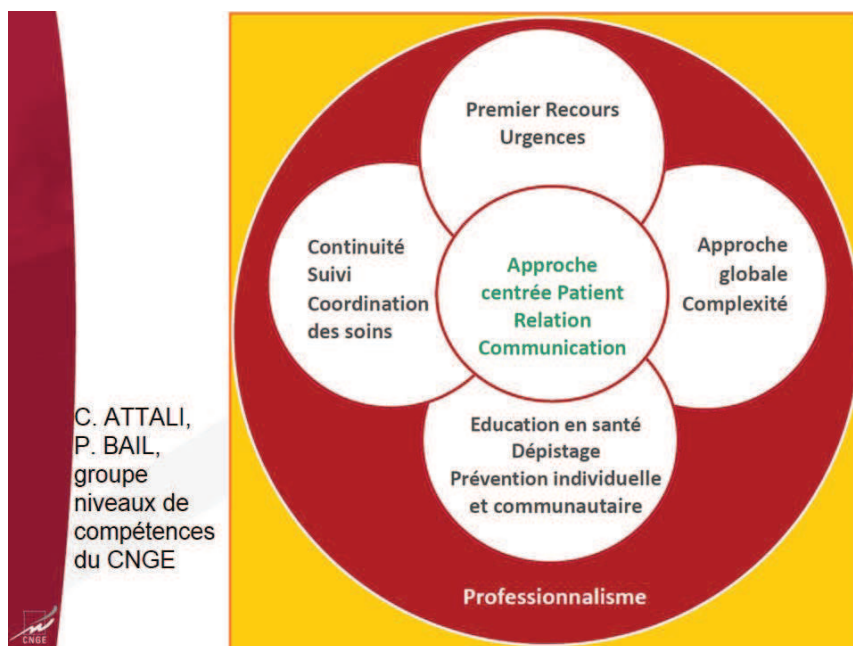 Premier Recours
Urgences
Continuité
Suivi
Coordination
des soins
Approche
centrée Patient
Relation
Communication
Approche
globale
Complexité
Education en santé
Dépistage
Prévention individuelle
et communautaire
Professionnalisme
C. ATTALI,
P. BAIL,
groupe
niveaux de
compétences
du CNGE
CNGE